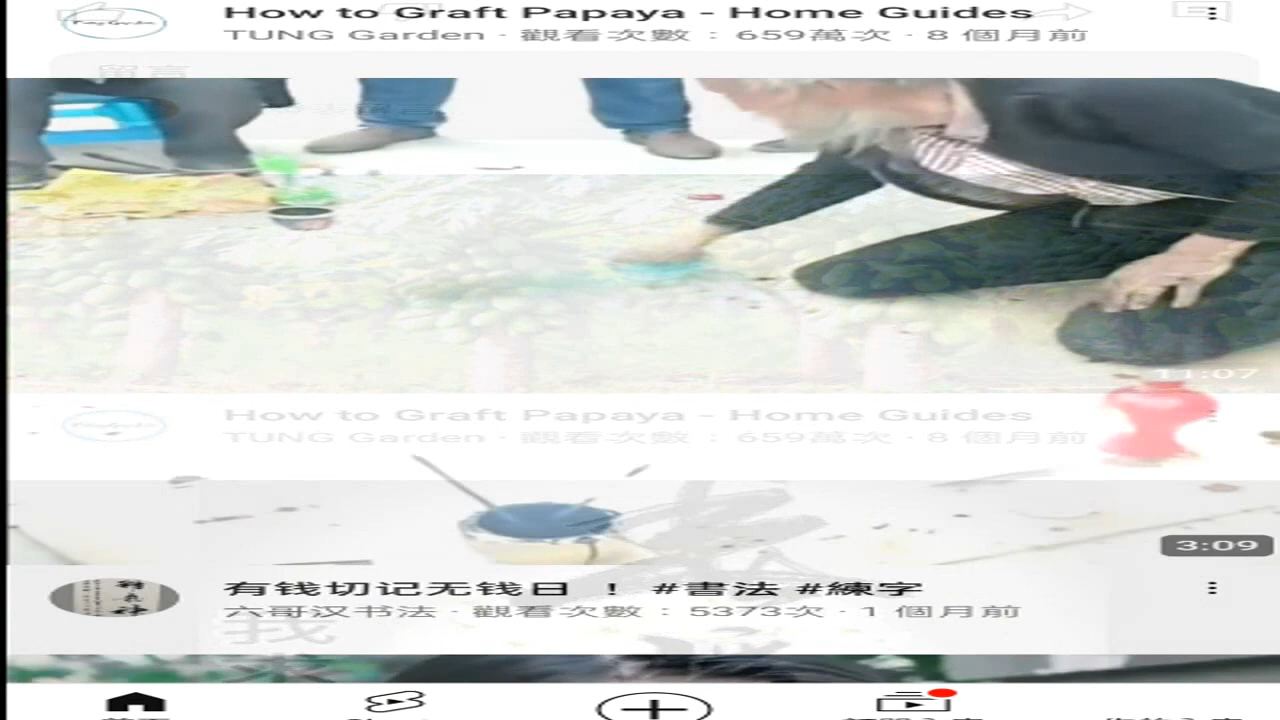 How to Graft Papaya - Home Guides
TUNG Garden · 觀看次數：659萬次 · 8 個月前
留言
11:07
How to Graft Papaya - Home Guides
TUNG Garden · 觀看次數：659萬次 · 8 個月前
3:09
有钱切记无钱日 ！ #書法 #練字
六哥汉书法 · 觀看次數：5373次 · 1 個月前
我